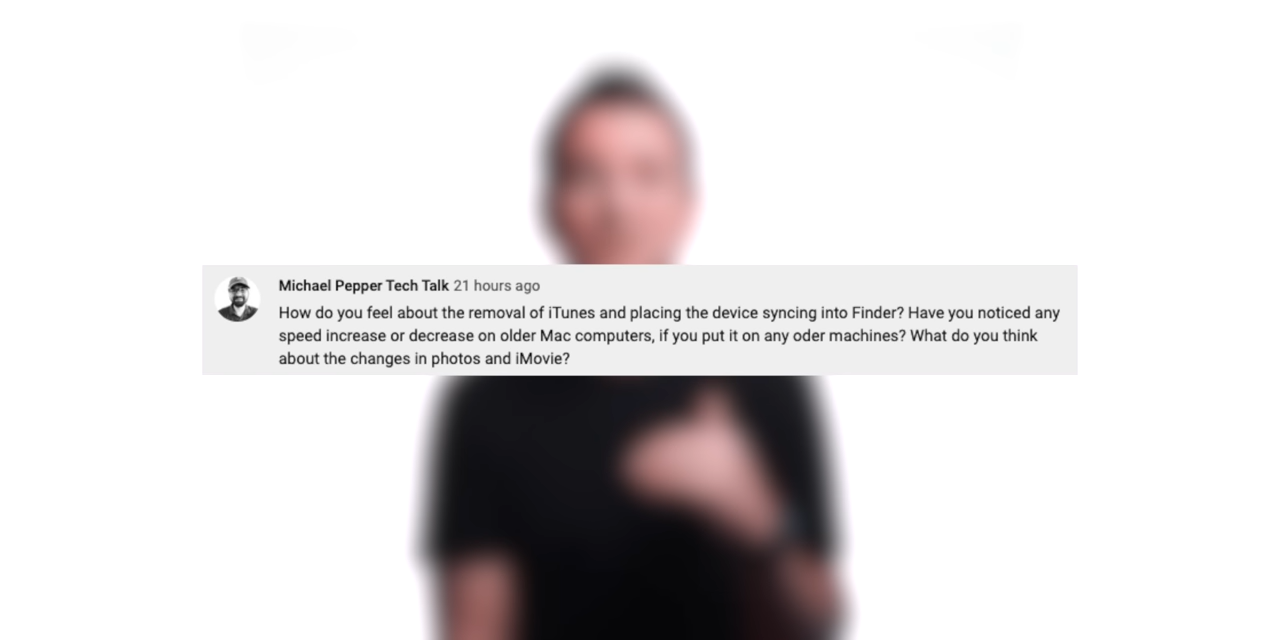 Michael Pepper Tech Talk 21 hours ago
How do you feel about the removal of iTunes and placing the device syncing into Finder? Have you noticed any
speed increase or decrease on older Mac computers, if you put it on any oder machines? What do you think
about the changes in photos and iMovie?